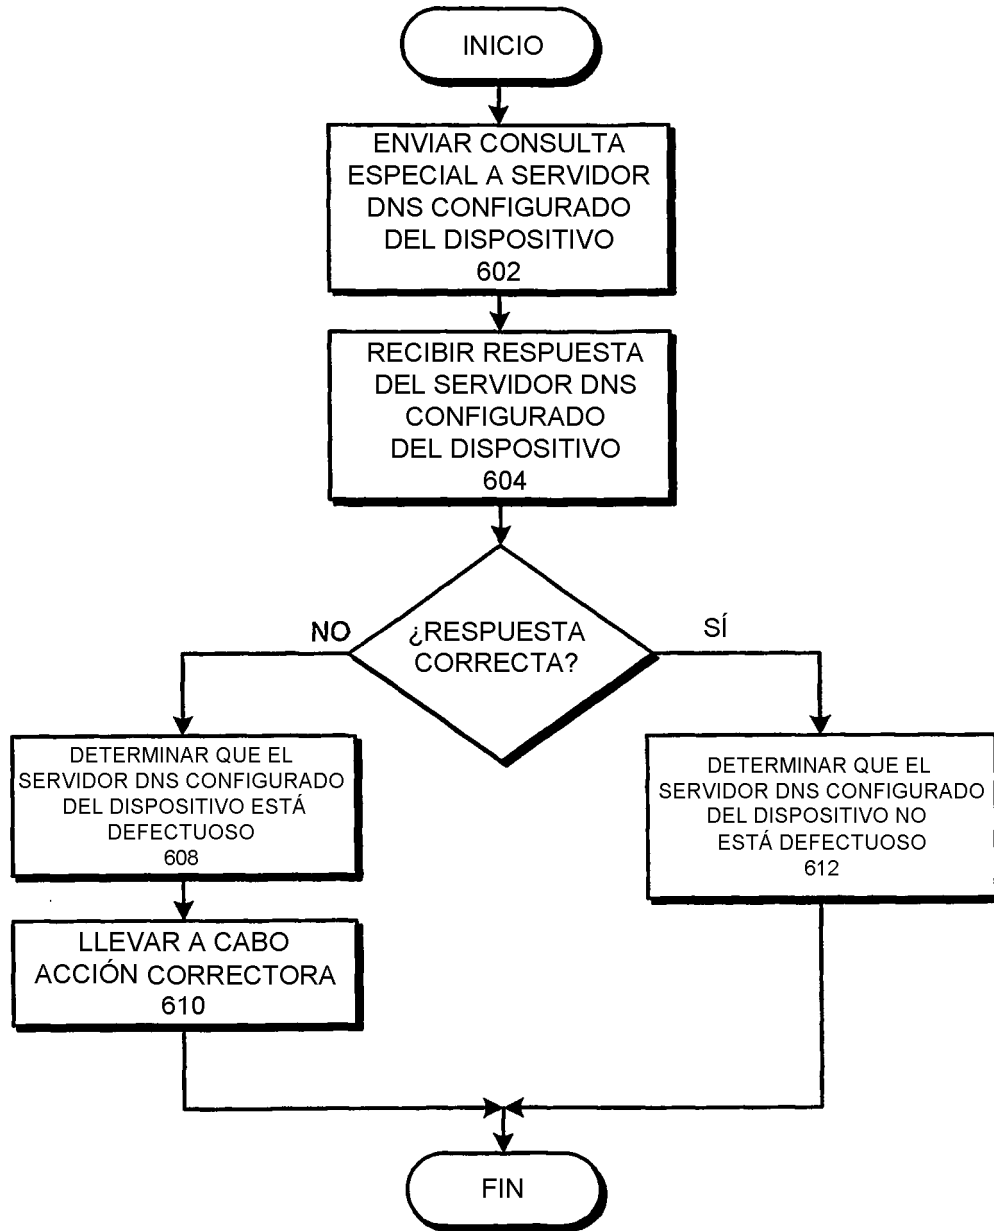 INICIO
ENVIAR CONSULTA
ESPECIAL A SERVIDOR
DNS CONFIGURADO
DEL DISPOSITIVO
602
RECIBIR RESPUESTA
DEL SERVIDOR DNS
CONFIGURADO
DEL DISPOSITIVO
604
¿RESPUESTA
CORRECTA?
NO
SÍ
DETERMINAR QUE EL
SERVIDOR DNS CONFIGURADO
DEL DISPOSITIVO ESTÁ
DEFECTUOSO
608
LLEVAR A CABO
ACCIÓN CORRECTORA
610
DETERMINAR QUE EL
SERVIDOR DNS CONFIGURADO
DEL DISPOSITIVO NO
ESTÁ DEFECTUOSO
612
FIN